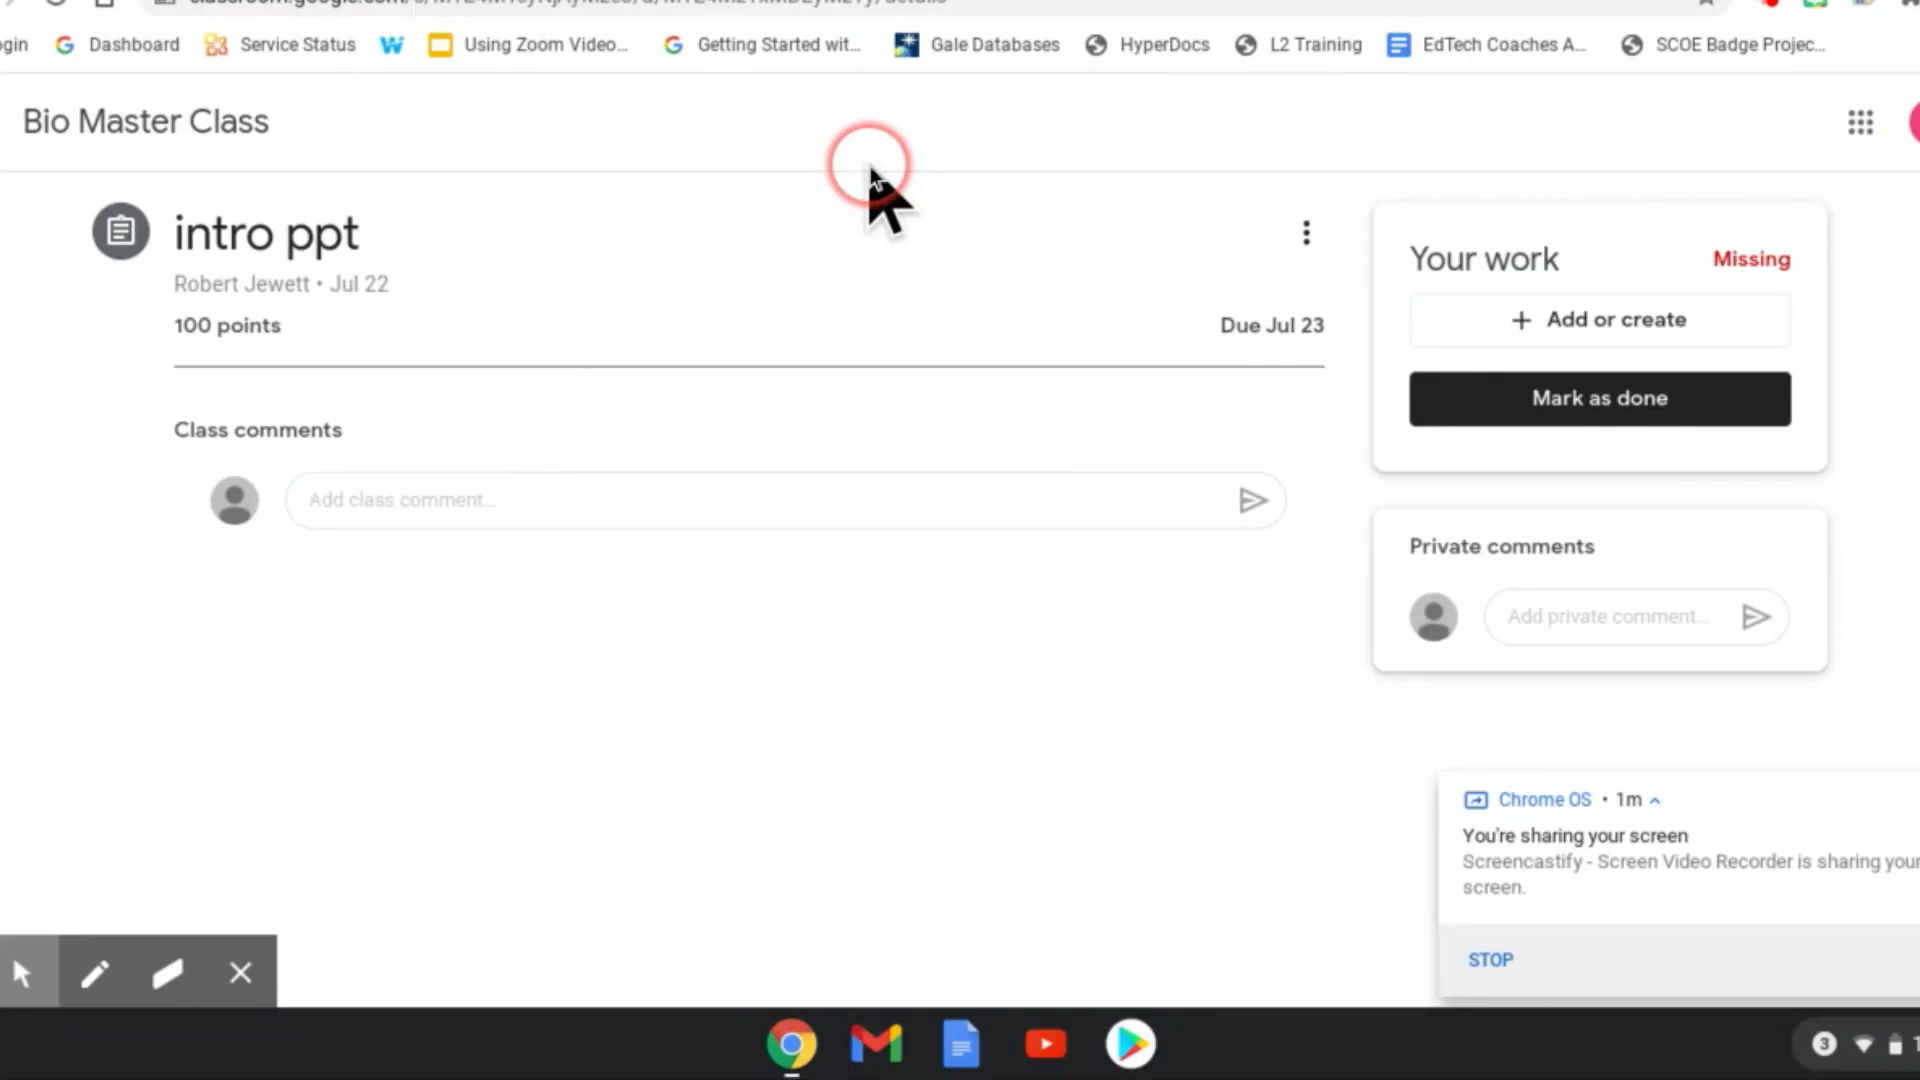 gin Dashboard Service Status Using Zoom Video... Getting Started wit... Gale Databases HyperDocs L2 Training EdTech Coaches A... SCOE Badge Projec...
Bio Master Class
intro ppt
Robert Jewett • Jul 22
100 points
Due Jul 23
Class comments
Add class comment...
Your work
Missing
+ Add or create
Mark as done
Private comments
Add private comment...
Chrome OS • 1m
You're sharing your screen
Screencastify - Screen Video Recorder is sharing your
screen.
STOP
3